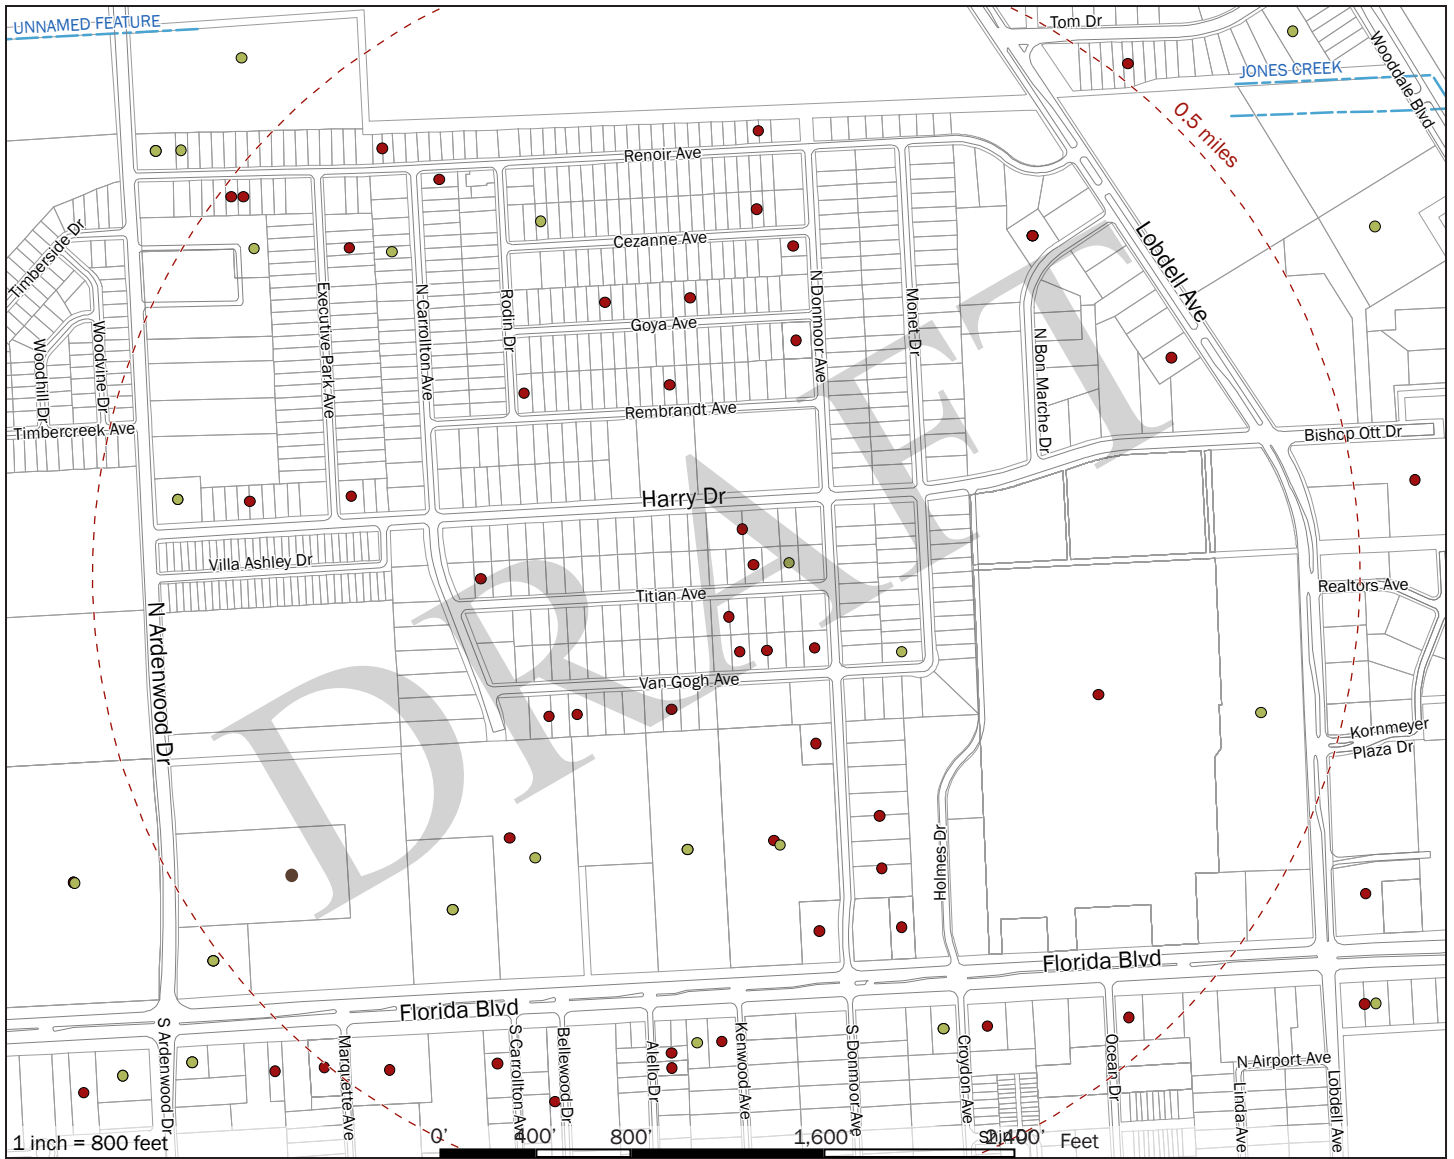 UNNAMED FEATURE
Tom Dr
Wooddale Blvd
JONES CREEK
0.5 miles
Renoir Ave
Timberside Dr
Cezanne Ave
Lobdell Ave
Executive Park Ave
N Carrollton Ave
Rodin Dr
N Donmoor Ave
Monet Dr
Goya Ave
Woodhill Dr
Woodvine Dr
N Bon Marche Dr
Rembrandt Ave
Timbercreek Ave
Bishop Ott Dr
Harry Dr
DRAFT
Villa Ashley Dr
Titian Ave
Realtors Ave
N Ardenwood Dr
Van Gogh Ave
Kornmeyer
Plaza Dr
Holmes Dr
Florida Blvd
Florida Blvd
S Ardenwood Dr
Marquette Ave
S Carrollton Ave
Bellewood Dr
Alello Dr
Kenwood Ave
S Donmoor Ave
Croydon Ave
Ocean Dr
N Airport Ave
Linda Ave
Lobdell Ave
1 inch = 800 feet
0'
400'
800'
1,600'
2,400'
Feet